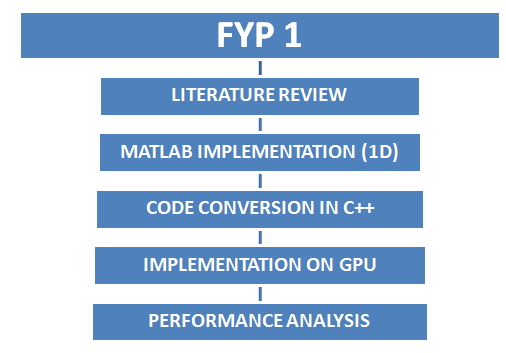 FYP 1
LITERATURE REVIEW
MATLAB IMPLEMENTATION (1D)
CODE CONVERSION IN C++
IMPLEMENTATION ON GPU
PERFORMANCE ANALYSIS